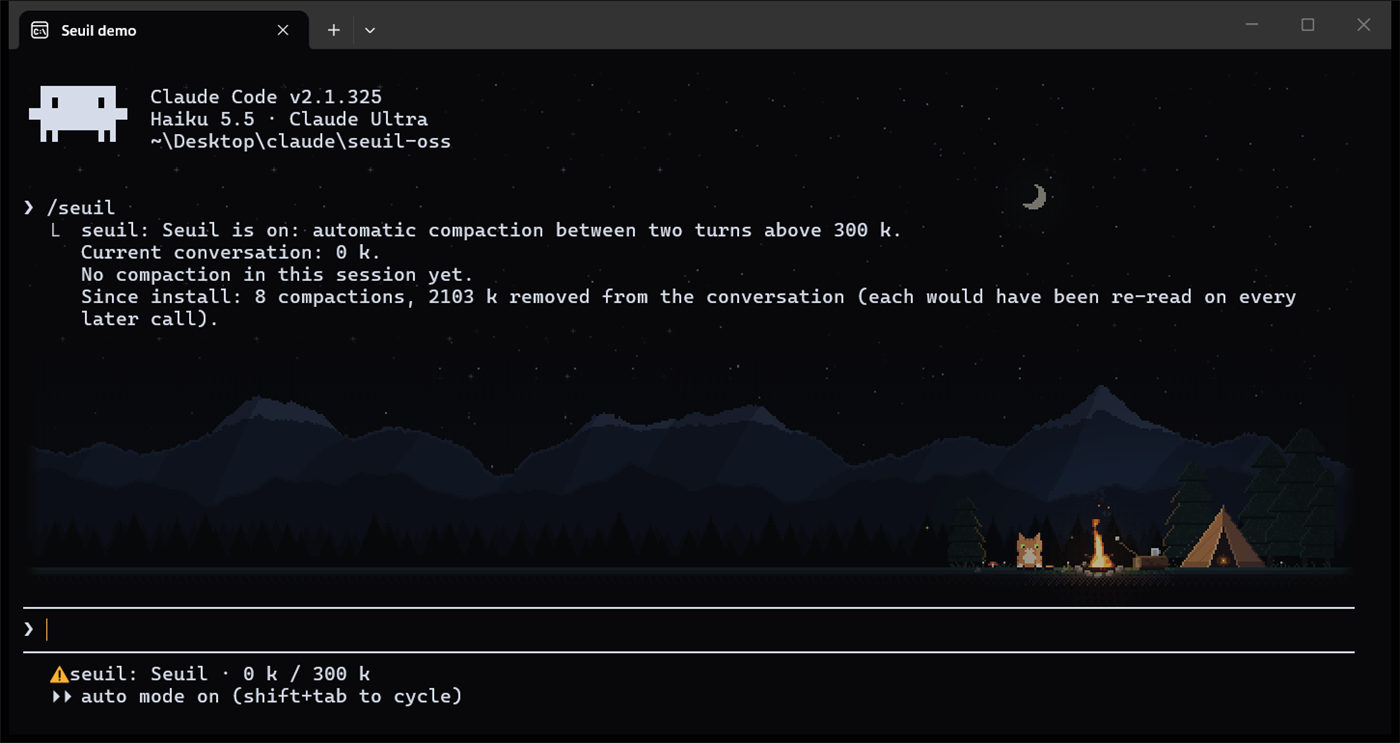 Seuil demo
Claude Code v2.1.325
Haiku 5.5 · Claude Ultra
~\Desktop\claude\seuil-oss
❯ /seuil
└ seuil: Seuil is on: automatic compaction between two turns above 300 k.
Current conversation: 0 k.
No compaction in this session yet.
Since install: 8 compactions, 2103 k removed from the conversation (each would have been re-read on every
later call).
❯
⚠seuil: Seuil · 0 k / 300 k
⏵⏵ auto mode on (shift+tab to cycle)